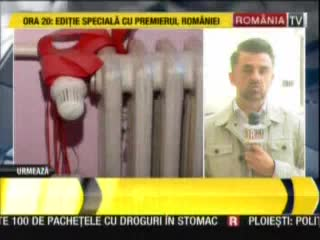 ORA 20: EDIȚIE SPECIALĂ CU PREMIERUL ROMÂNIEI
ROMÂNIA TV
URMEAZĂ
TE 100 DE PACHEȚELE CU DROGURI ÎN STOMAC R PLOIEȘTI: POLIȚ